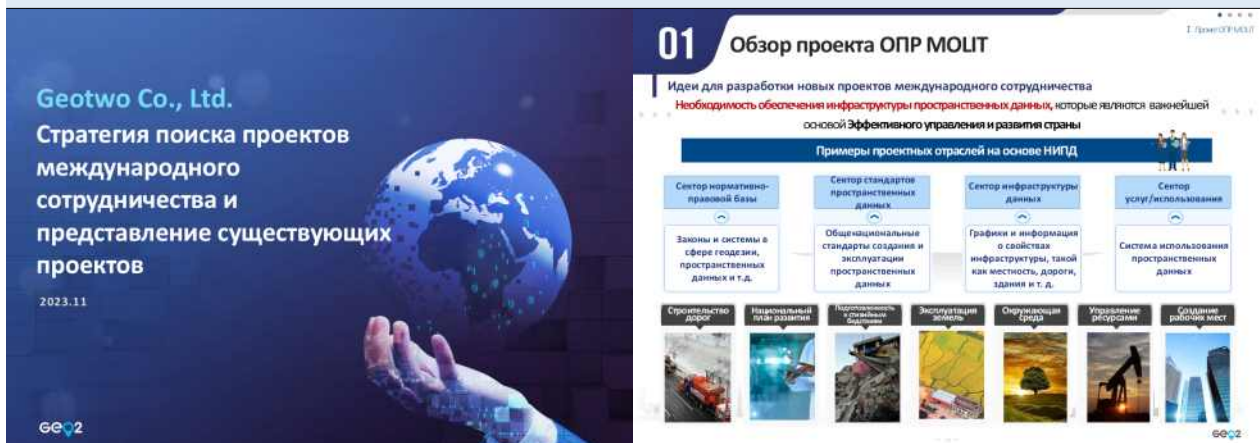 Geotwo Co., Ltd.
Стратегия поиска проектов
международного
сотрудничества и
представление существующих
проектов
2023.11
GEO2
01
Обзор проекта ОПР MOLIT
Идеи для разработки новых проектов международного сотрудничества
Необходимость обеспечения инфраструктуры пространственных данных, которые являются важнейшей
основой Эффективного управления и развития страны
Примеры проектных отраслей на основе НИПД
Сектор нормативно-
правовой базы
Законы и системы в
сфере геодезии,
пространственных
данных и т.д.
Сектор стандартов
пространственных
данных
Общенациональные
стандарты создания и
эксплуатации
пространственных
данных
Сектор инфраструктуры
данных
Графики и информация
о свойствах
инфраструктуры, такой
как местность, дороги,
здания и т. д.
Сектор
услуг/использования
Система использования
пространственных
данных
Строительство
дорог
Национальный
план развития
Подготовленность
к стихийным
бедствиям
Эксплуатация
земель
Окружающая
среда
Управление
ресурсами
Создание
рабочих мест
GEO2